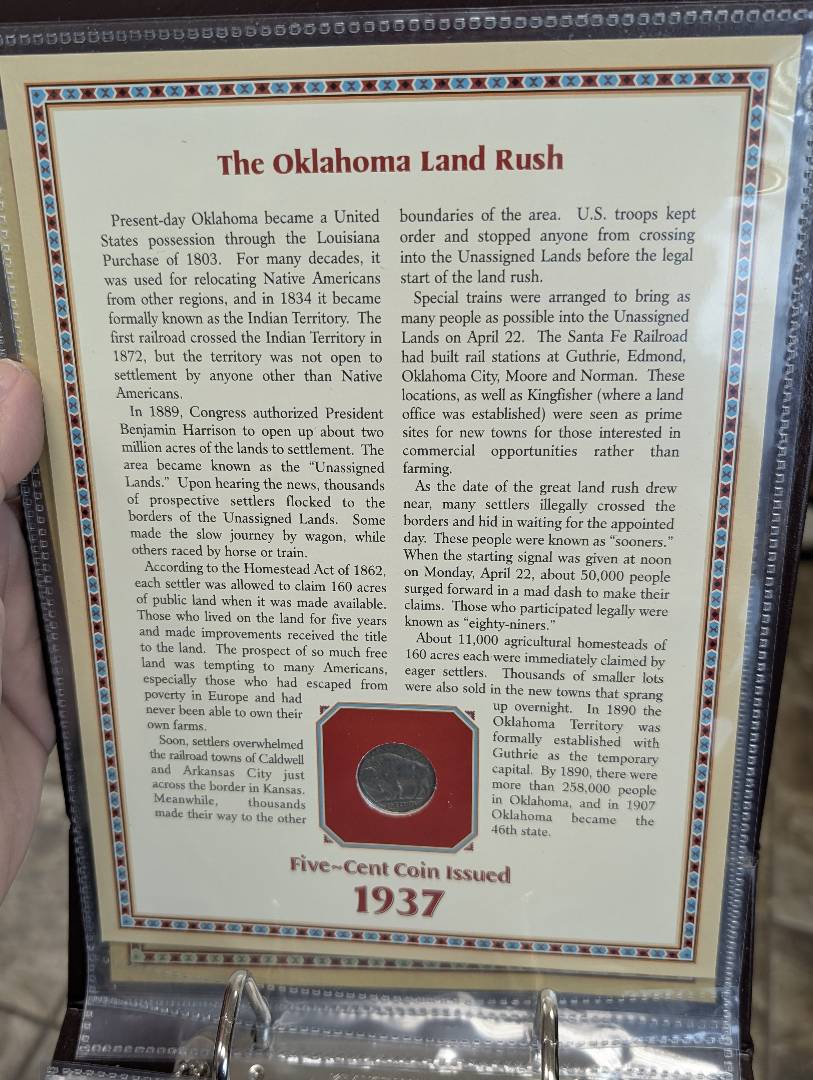 The Oklahoma Land Rush
Present-day Oklahoma became a United
States possession through the Louisiana
Purchase of 1803. For many decades, it
was used for relocating Native Americans
from other regions, and in 1834 it became
formally known as the Indian Territory. The
first railroad crossed the Indian Territory in
1872, but the territory was not open to
settlement by anyone other than Native
Americans.
In 1889, Congress authorized President
Benjamin Harrison to open up about two
million acres of the lands to settlement. The
area became known as the “Unassigned
Lands.” Upon hearing the news, thousands
of prospective settlers flocked to the
borders of the Unassigned Lands. Some
made the slow journey by wagon, while
others raced by horse or train.
According to the Homestead Act of 1862,
each settler was allowed to claim 160 acres
of public land when it was made available.
Those who lived on the land for five years
and made improvements received the title
to the land. The prospect of so much free
land was tempting to many Americans,
especially those who had escaped from
poverty in Europe and had
never been able to own their
own farms.
Soon, settlers overwhelmed
the railroad towns of Caldwell
and Arkansas City just
across the border in Kansas.
Meanwhile, thousands
made their way to the other
boundaries of the area. U.S. troops kept
order and stopped anyone from crossing
into the Unassigned Lands before the legal
start of the land rush.
Special trains were arranged to bring as
many people as possible into the Unassigned
Lands on April 22. The Santa Fe Railroad
had built rail stations at Guthrie, Edmond,
Oklahoma City, Moore and Norman. These
locations, as well as Kingfisher (where a land
office was established) were seen as prime
sites for new towns for those interested in
commercial opportunities rather than
farming.
As the date of the great land rush drew
near, many settlers illegally crossed the
borders and hid in waiting for the appointed
day. These people were known as “sooners.”
When the starting signal was given at noon
on Monday, April 22, about 50,000 people
surged forward in a mad dash to make their
claims. Those who participated legally were
known as “eighty-niners.”
About 11,000 agricultural homesteads of
160 acres each were immediately claimed by
eager settlers. Thousands of smaller lots
were also sold in the new towns that sprang
up overnight. In 1890 the
Oklahoma Territory was
formally established with
Guthrie as the temporary
capital. By 1890, there were
more than 258,000 people
in Oklahoma, and in 1907
Oklahoma became the
46th state.
Five~Cent Coin Issued
1937